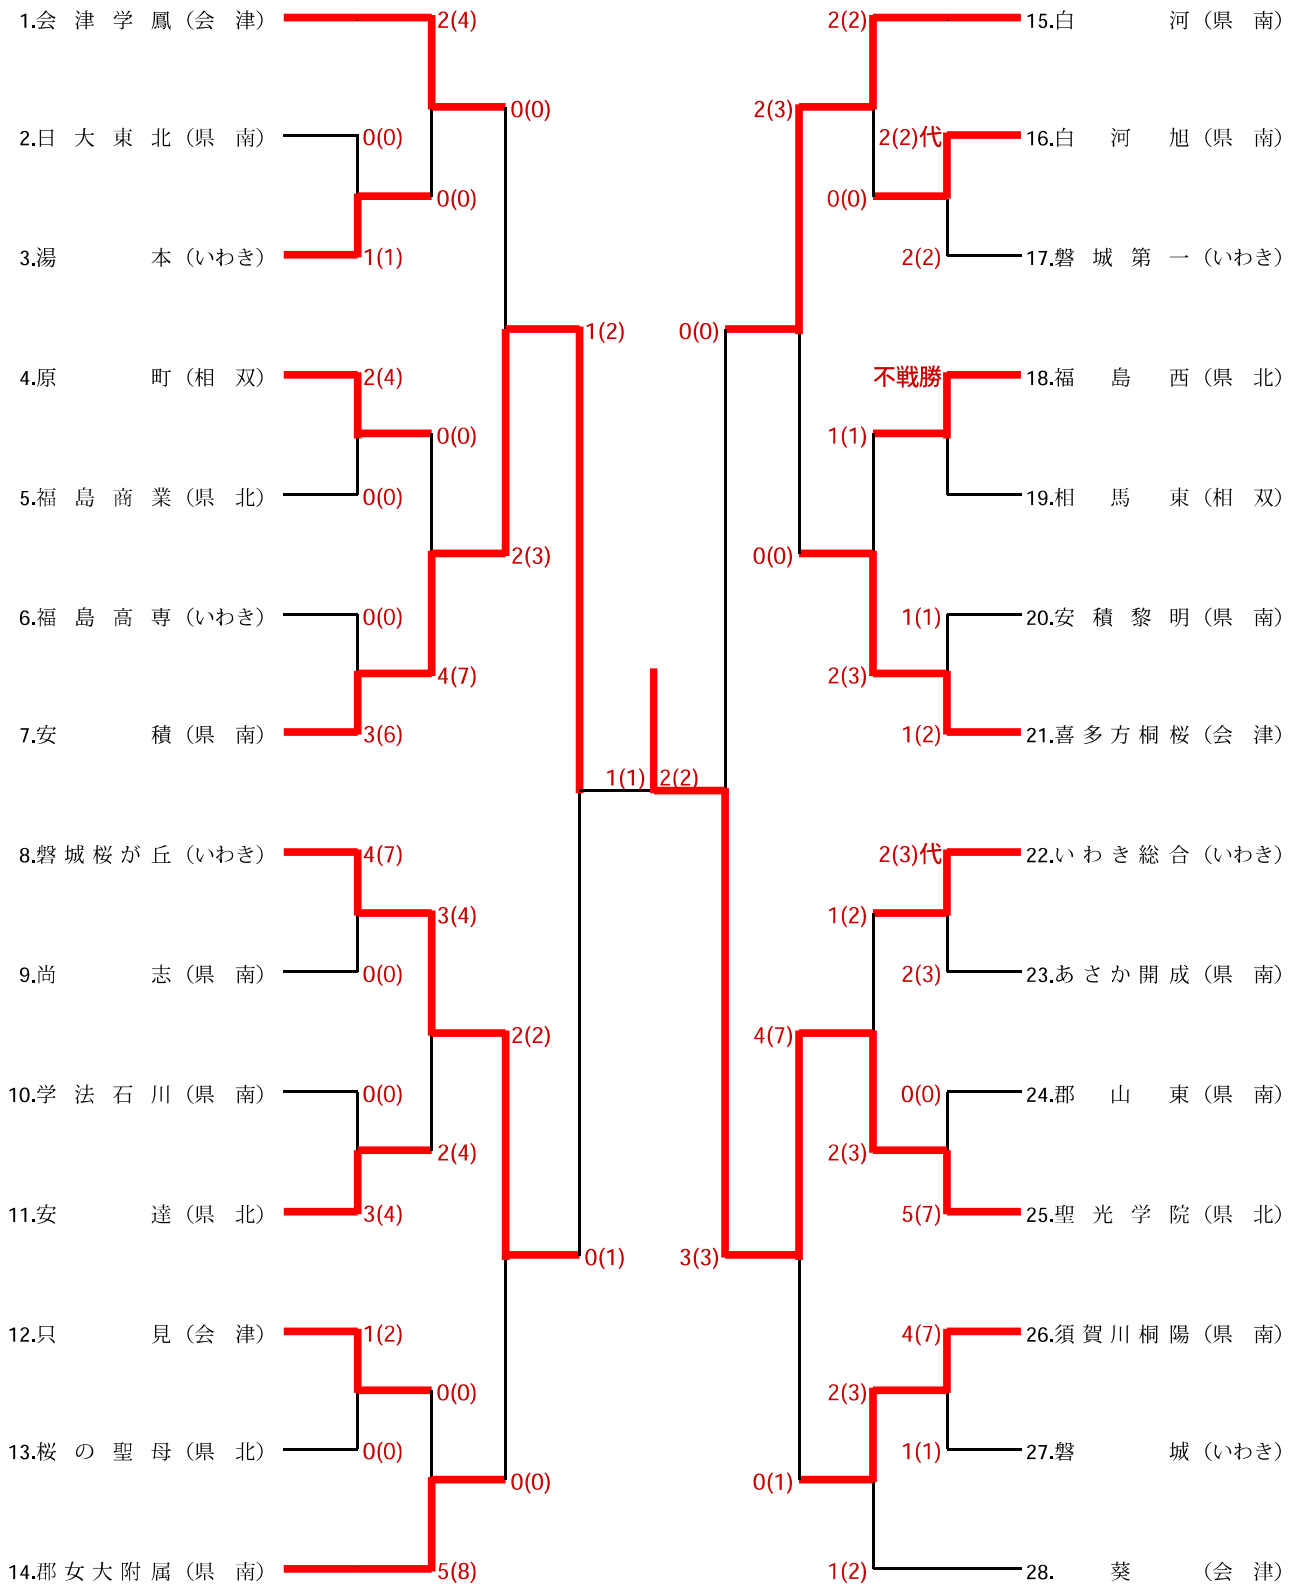 1.会津学鳳(会津) 2(4)
0(0)
2.日大東北(県南) 0(0)
0(0)
3.湯本(いわき) 1(1)
1(2)
4.原町(相双) 2(4)
0(0)
5.福島商業(県北) 0(0)
2(3)
6.福島高専(いわき) 0(0)
4(7)
7.安積(県南) 3(6)
1(1) 2(2)
8.磐城桜が丘(いわき) 4(7)
3(4)
9.尚志(県南) 0(0)
2(2)
10.学法石川(県南) 0(0)
2(4)
11.安達(県北) 3(4)
0(1)
12.只見(会津) 1(2)
0(0)
13.桜の聖母(県北) 0(0)
0(0)
14.郡女大附属(県南) 5(8)
2(2) 15.白河(県南)
2(3)
2(2)代 16.白河旭(県南)
0(0)
2(2) 17.磐城第一(いわき)
0(0)
不戦勝 18.福島西(県北)
1(1)
19.相馬東(相双)
0(0)
1(1) 20.安積黎明(県南)
2(3)
1(2) 21.喜多方桐桜(会津)
2(3)代 22.いわき総合(いわき)
1(2)
2(3) 23.あさか開成(県南)
4(7)
0(0) 24.郡山東(県南)
2(3)
5(7) 25.聖光学院(県北)
3(3)
4(7) 26.須賀川桐陽(県南)
2(3)
1(1) 27.磐城(いわき)
0(1)
1(2) 28.葵(会津)